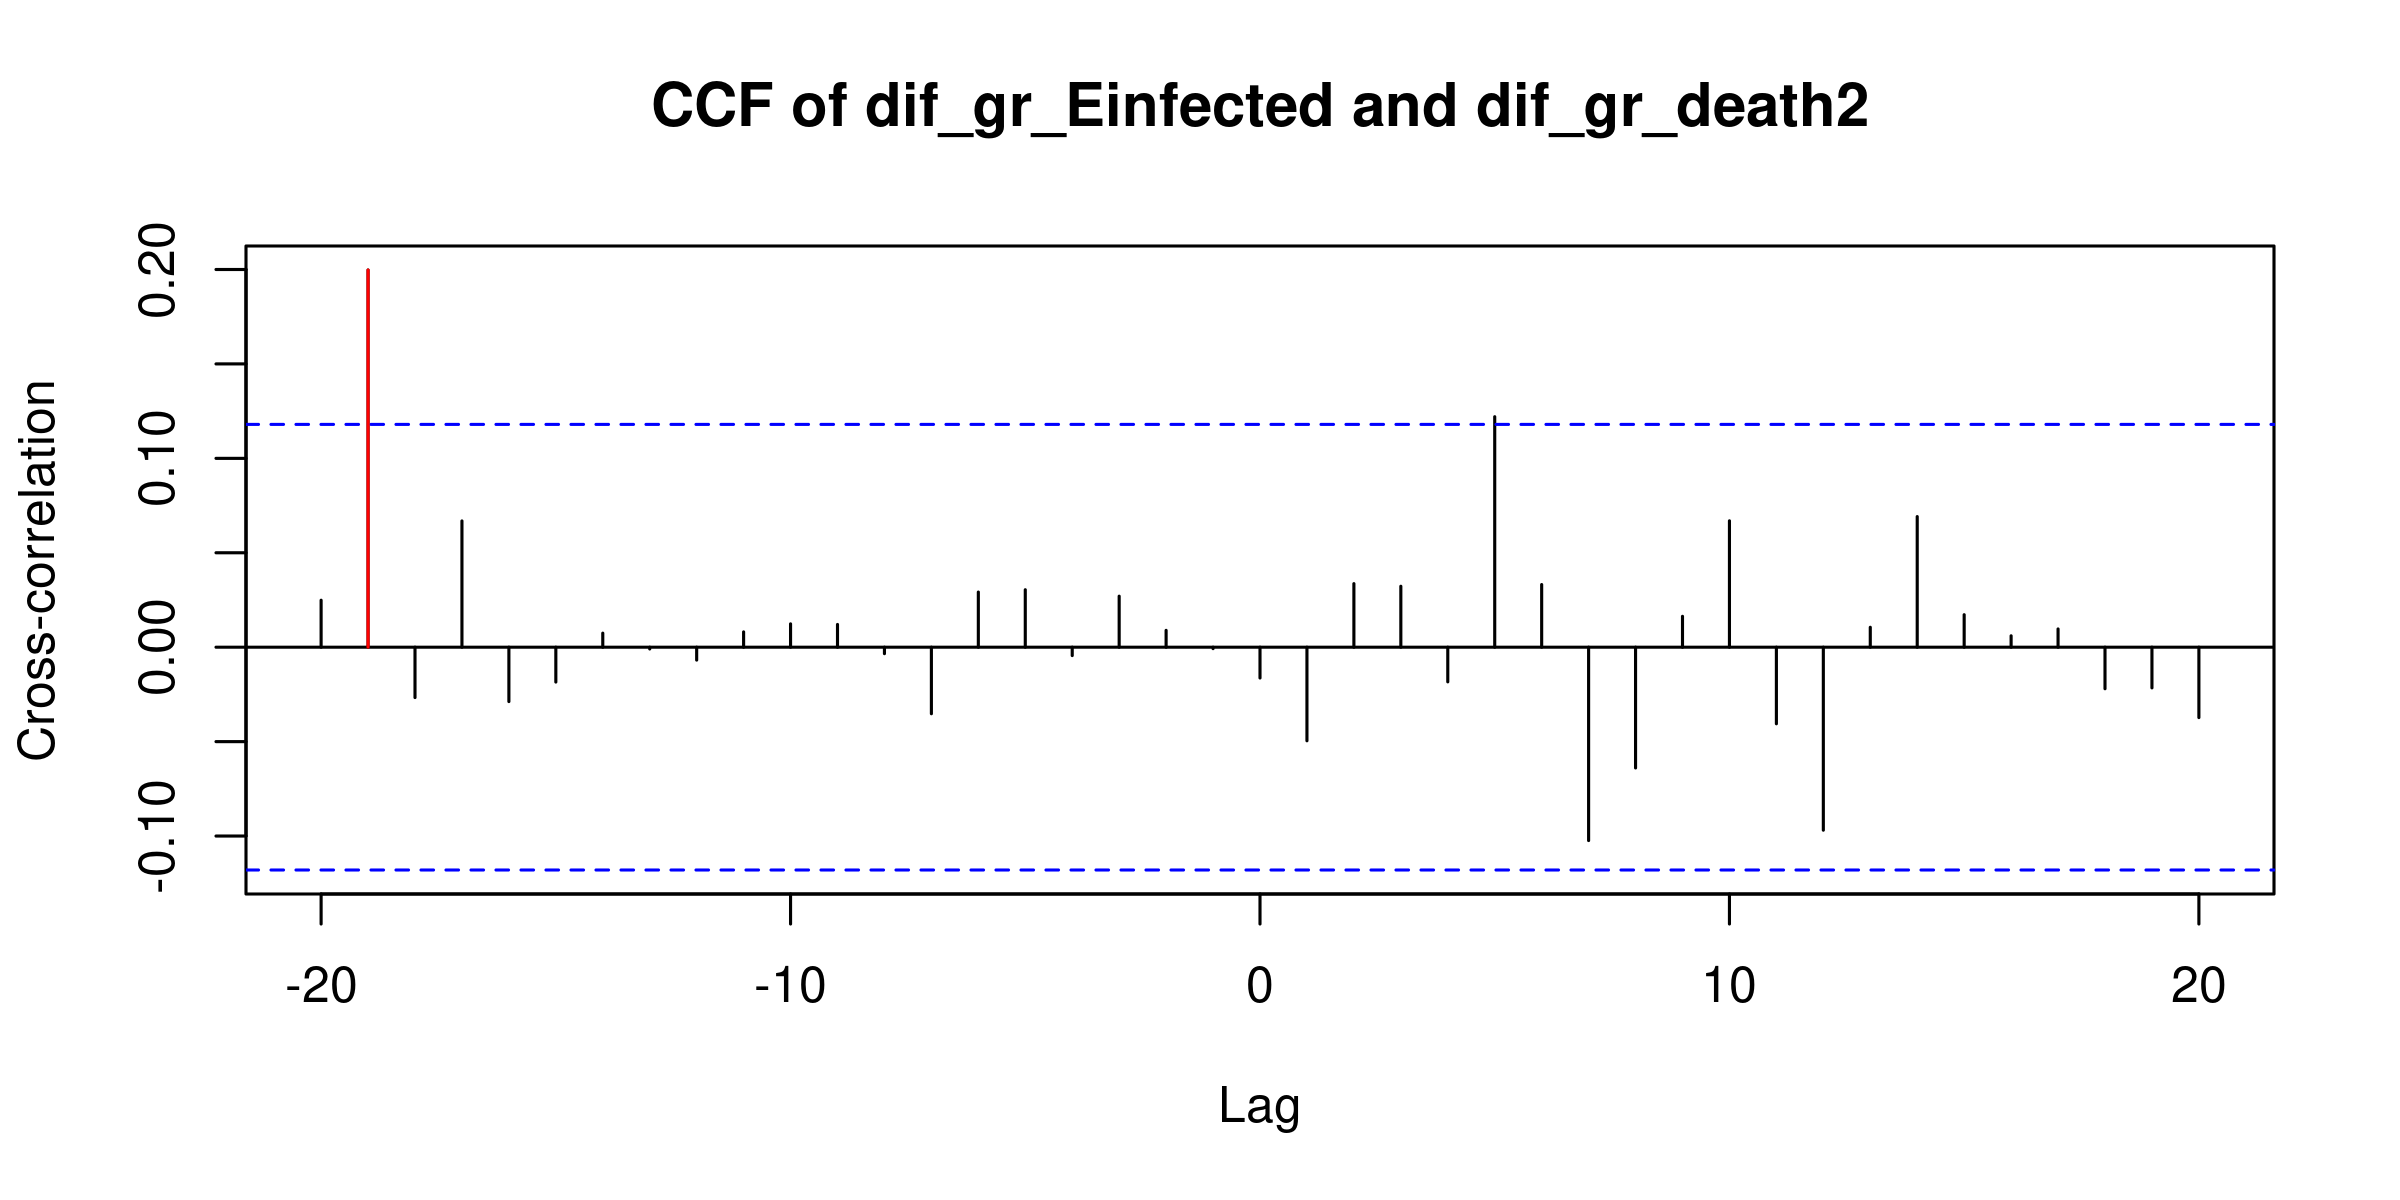 CCF of dif_gr_Einfected and dif_gr_death2
Cross-correlation
0.20
0.10
0.00
-0.10
-20 -10 0 10 20
Lag